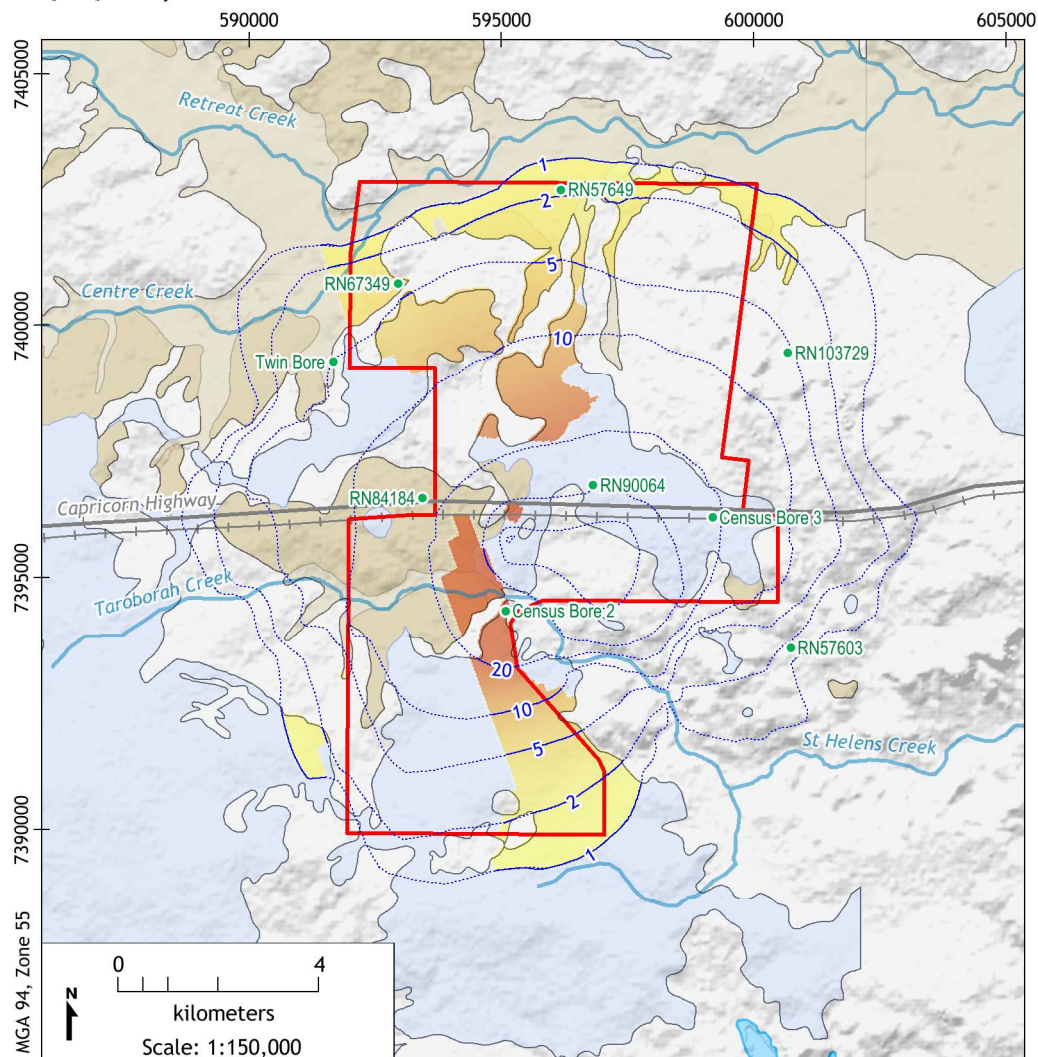 590000
595000
600000
605000
7405000
Retreat Creek
1
RN57649
2
5
RN67349
Centre Creek
7400000
10
RN103729
Twin Bore
RN90064
RN84184
Capricorn Highway
Census Bore 3
7395000
Taroborah Creek
Census Bore 2
RN57603
20
10
St Helens Creek
5
2
7390000
1
MGA 94, Zone 55
0
4
N
kilometers
Scale: 1:150,000